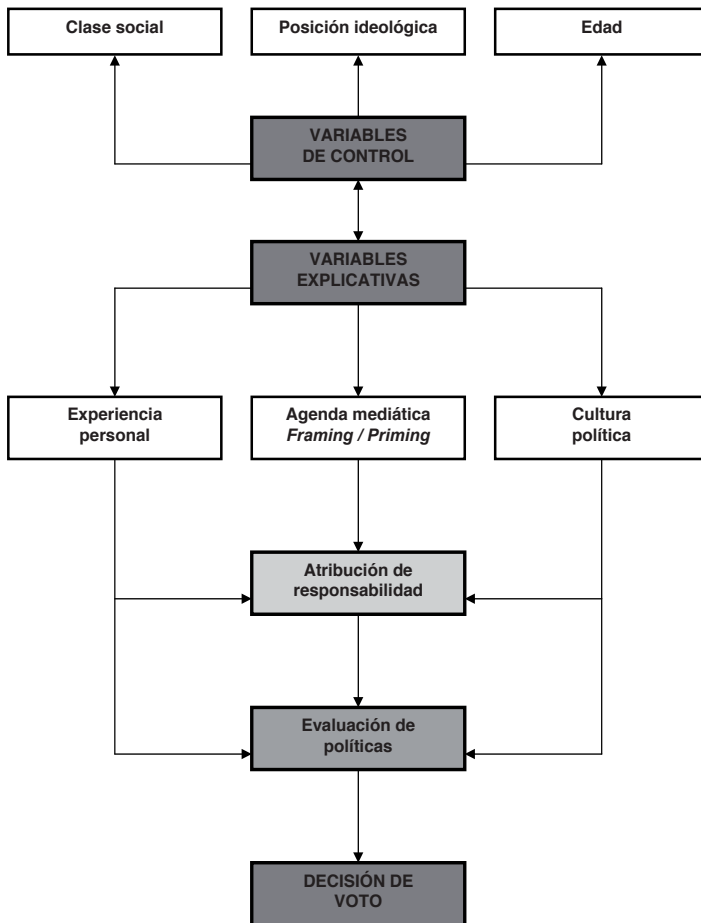 Clase social
Posición ideológica
Edad
VARIABLES
DE CONTROL
VARIABLES
EXPLICATIVAS
Experiencia
personal
Agenda mediática
Framing / Priming
Cultura
política
Atribución de
responsabilidad
Evaluación de
políticas
DECISIÓN DE
VOTO